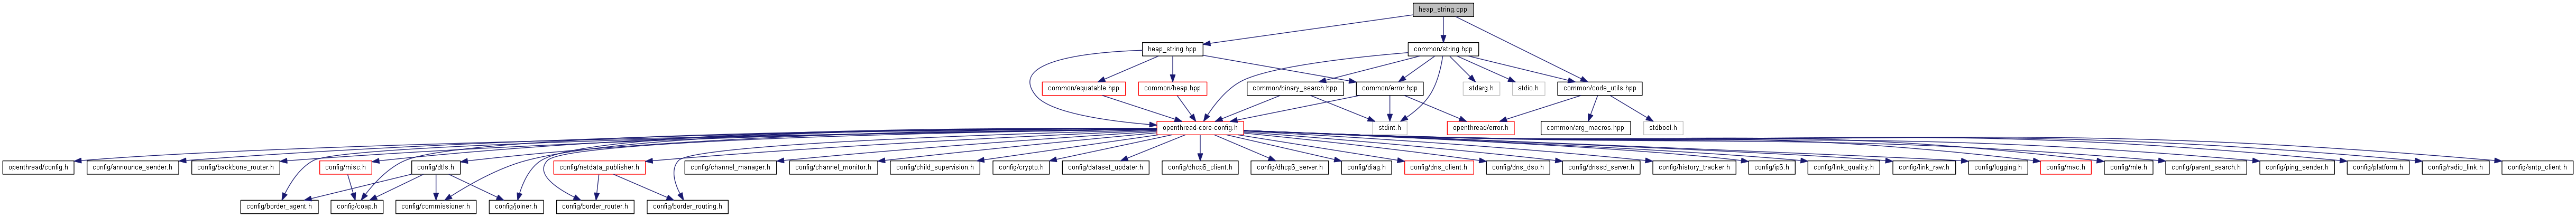 heap_string.cpp
heap_string.hpp
common/string.hpp
common/equatable.hpp
common/heap.hpp
common/binary_search.hpp
common/error.hpp
stdarg.h
stdio.h
common/code_utils.hpp
openthread-core-config.h
stdint.h
openthread/error.h
common/arg_macros.hpp
stdbool.h
openthread/config.h
config/announce_sender.h
config/backbone_router.h
config/misc.h
config/dtls.h
config/netdata_publisher.h
config/channel_manager.h
config/channel_monitor.h
config/child_supervision.h
config/crypto.h
config/dataset_updater.h
config/dhcp6_client.h
config/dhcp6_server.h
config/diag.h
config/dns_client.h
config/dns_dso.h
config/dnssd_server.h
config/history_tracker.h
config/ip6.h
config/link_quality.h
config/link_raw.h
config/logging.h
config/mac.h
config/mle.h
config/parent_search.h
config/ping_sender.h
config/platform.h
config/radio_link.h
config/sntp_client.h
config/border_agent.h
config/coap.h
config/commissioner.h
config/joiner.h
config/border_router.h
config/border_routing.h